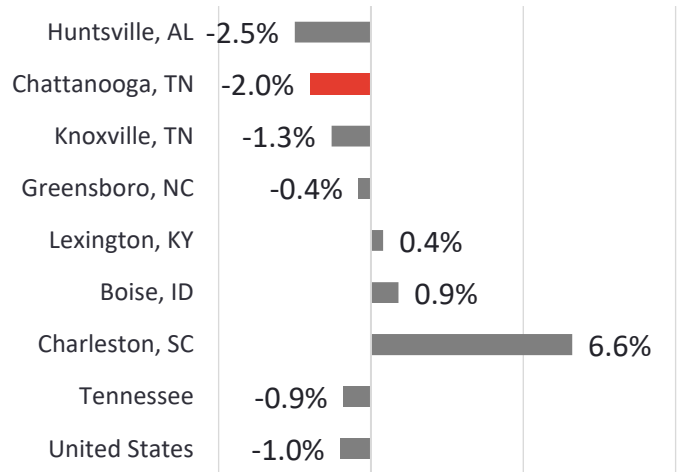 Huntsville, AL -2.5%
Chattanooga, TN -2.0%
Knoxville, TN -1.3%
Greensboro, NC -0.4%
Lexington, KY 0.4%
Boise, ID 0.9%
Charleston, SC 6.6%
Tennessee -0.9%
United States -1.0%